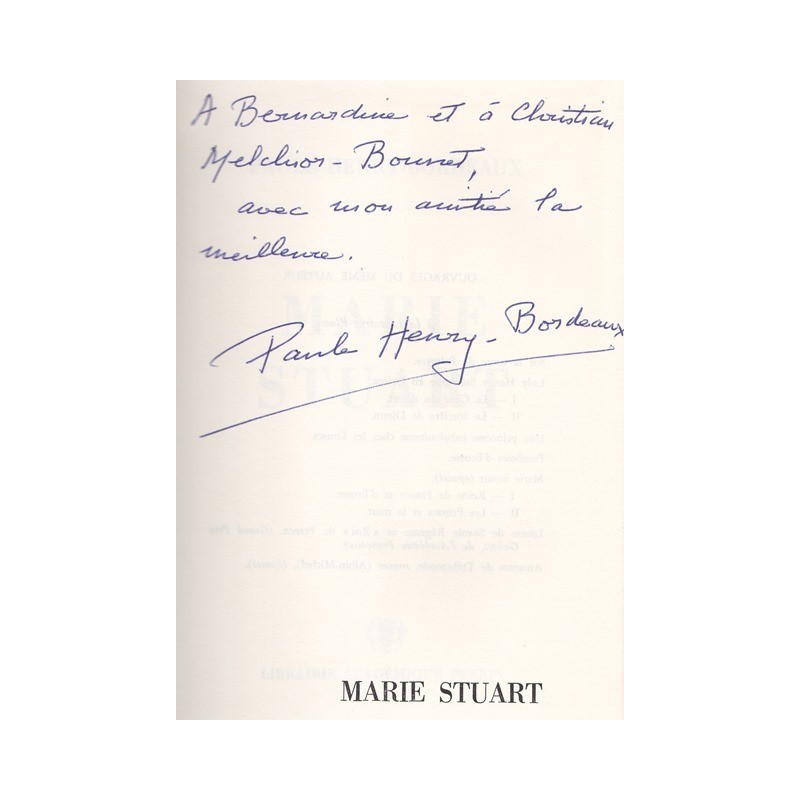 A Bernardine et à Christian
Melchior-Bonnet,
avec mon amitié la
meilleure.
Paule Henry-Bordeaux
MARIE STUART